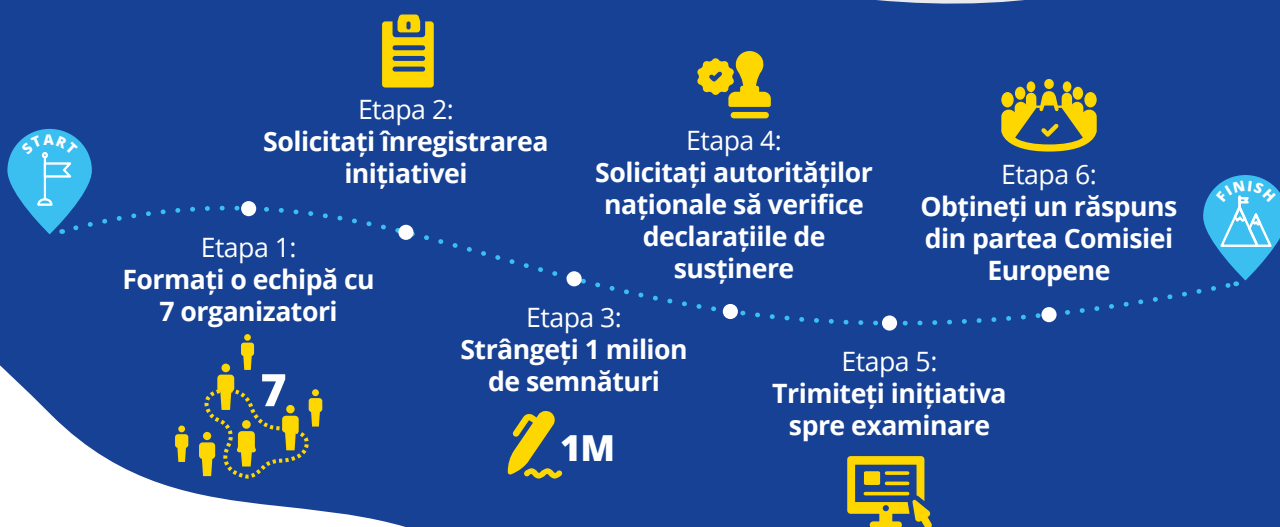 START
Etapa 1:
Formați o echipă cu
7 organizatori
7
Etapa 2:
Solicitați înregistrarea
inițiativei
Etapa 3:
Strângeți 1 milion
de semnături
1M
Etapa 4:
Solicitați autorităților
naționale să verifice
declarațiile de
susținere
Etapa 5:
Trimiteți inițiativa
spre examinare
Etapa 6:
Obțineți un răspuns
din partea Comisiei
Europene
FINISH